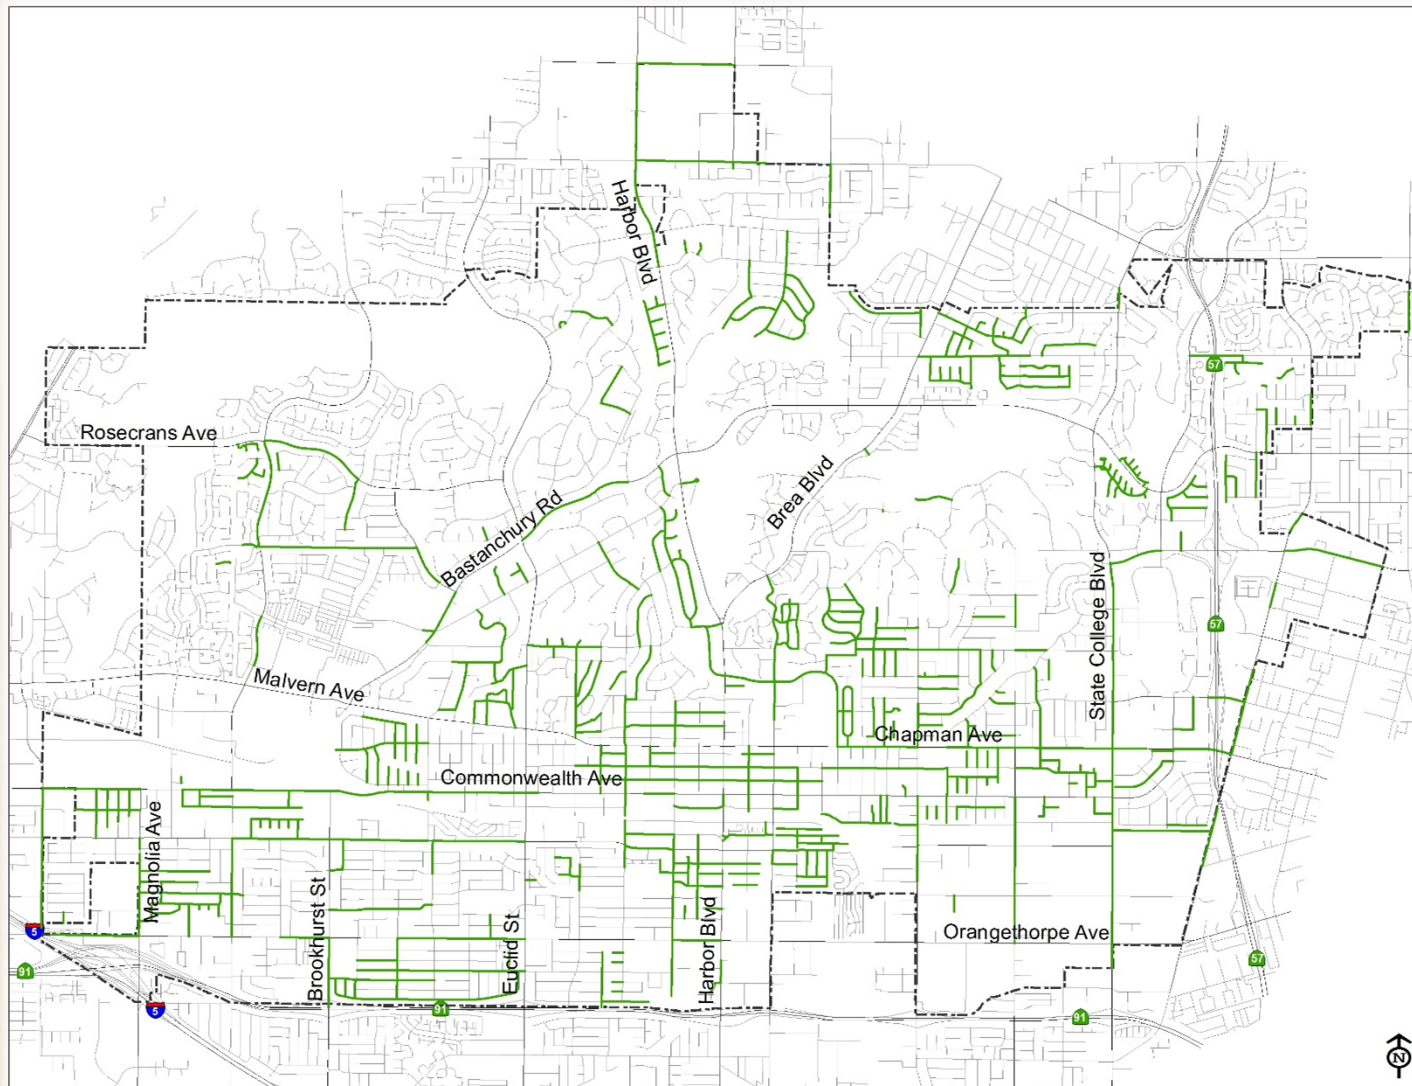 Harbor Blvd
57
Rosecrans Ave
Brea Blvd
Bastanchury Rd
State College Blvd
57
Malvern Ave
Chapman Ave
Commonwealth Ave
Magnolia Ave
Brookhurst St
Euclid St
Harbor Blvd
Orangethorpe Ave
5
57
91
5
91
91
N